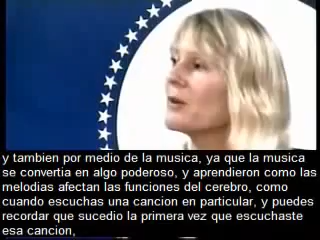 y tambien por medio de la musica, ya que la musica
se convertia en algo poderoso, y aprendieron como las
melodias afectan las funciones del cerebro, como
cuando escuchas una cancion en particular, y puedes
recordar que sucedio la primera vez que escuchaste
esa cancion,